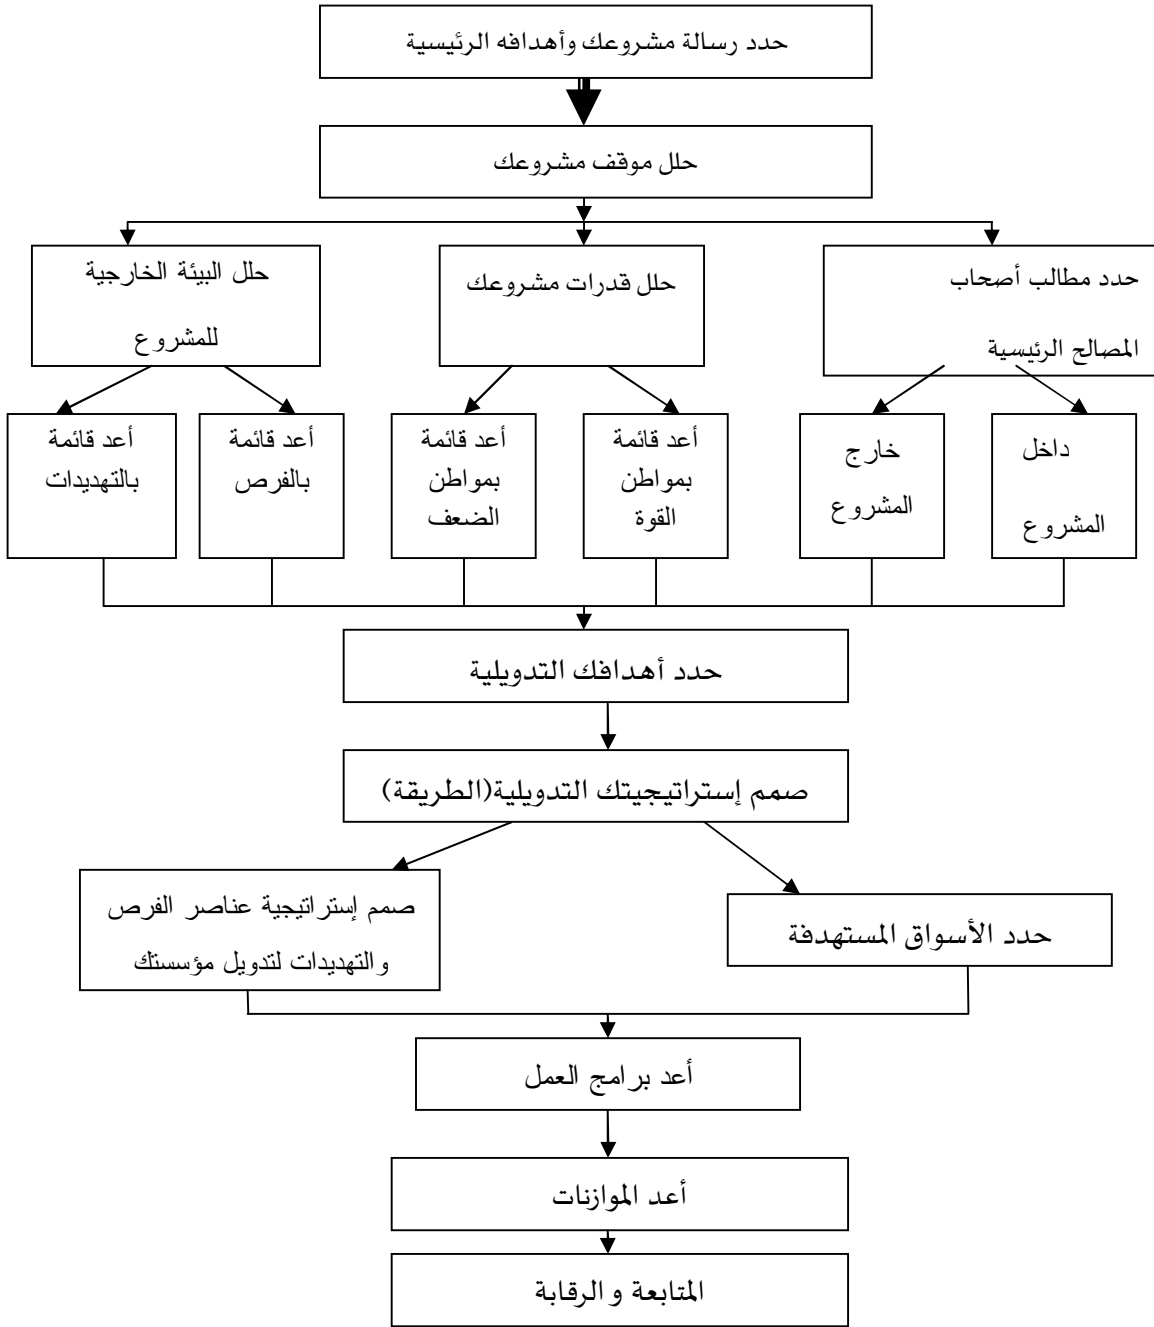 حدد رسالة مشروعك وأهدافه الرئيسية
حلل موقف مشروعك
حدد مطالب أصحاب
المصالح الرئيسية
حلل قدرات مشروعك
حلل البيئة الخارجية
للمشروع
داخل
المشروع
خارج
المشروع
أعد قائمة
بمواطن
القوة
أعد قائمة
بمواطن
الضعف
أعد قائمة
بالفرص
أعد قائمة
بالتهديدات
حدد أهدافك التدويلية
صمم إستراتيجيتك التدويلية(الطريقة)
حدد الأسواق المستهدفة
صمم إستراتيجية عناصر الفرص
والتهديدات لتدويل مؤسستك
أعد برامج العمل
أعد الموازنات
المتابعة والرقابة